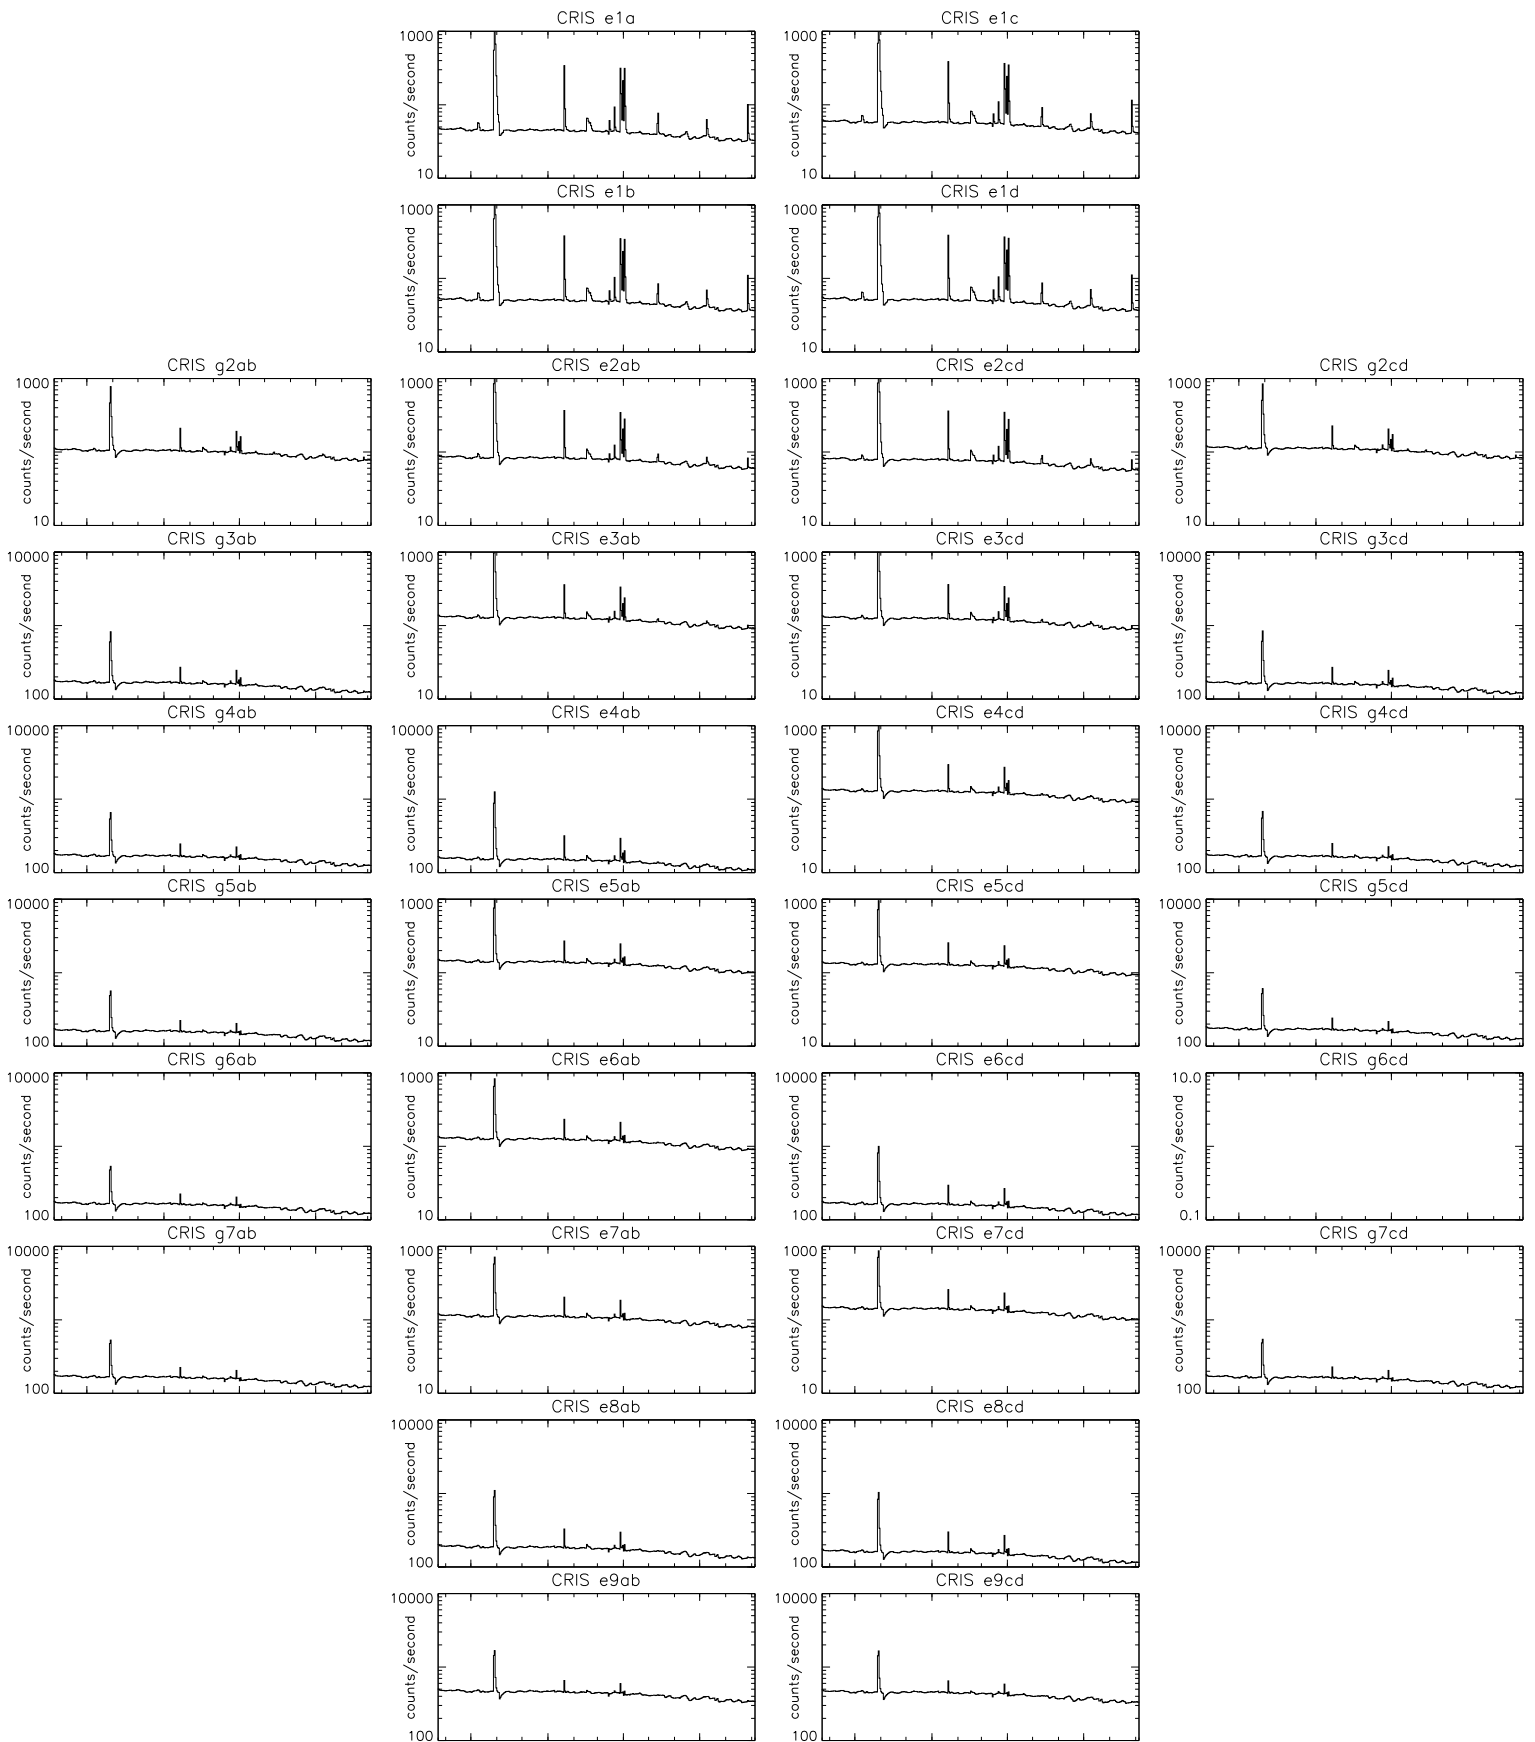 CRIS e1a
1000
counts/second
10
CRIS e1c
1000
counts/second
10
CRIS e1b
1000
counts/second
10
CRIS e1d
1000
counts/second
10
CRIS g2ab
1000
counts/second
10
CRIS e2ab
1000
counts/second
10
CRIS e2cd
1000
counts/second
10
CRIS g2cd
1000
counts/second
10
CRIS g3ab
10000
counts/second
100
CRIS e3ab
1000
counts/second
10
CRIS e3cd
1000
counts/second
10
CRIS g3cd
10000
counts/second
100
CRIS g4ab
10000
counts/second
100
CRIS e4ab
10000
counts/second
100
CRIS e4cd
1000
counts/second
10
CRIS g4cd
10000
counts/second
100
CRIS g5ab
10000
counts/second
100
CRIS e5ab
1000
counts/second
10
CRIS e5cd
1000
counts/second
10
CRIS g5cd
10000
counts/second
100
CRIS g6ab
10000
counts/second
100
CRIS e6ab
1000
counts/second
10
CRIS e6cd
10000
counts/second
100
CRIS g6cd
10.0
counts/second
0.1
CRIS g7ab
10000
counts/second
100
CRIS e7ab
1000
counts/second
10
CRIS e7cd
1000
counts/second
10
CRIS g7cd
10000
counts/second
100
CRIS e8ab
10000
counts/second
100
CRIS e8cd
10000
counts/second
100
CRIS e9ab
10000
counts/second
100
CRIS e9cd
10000
counts/second
100